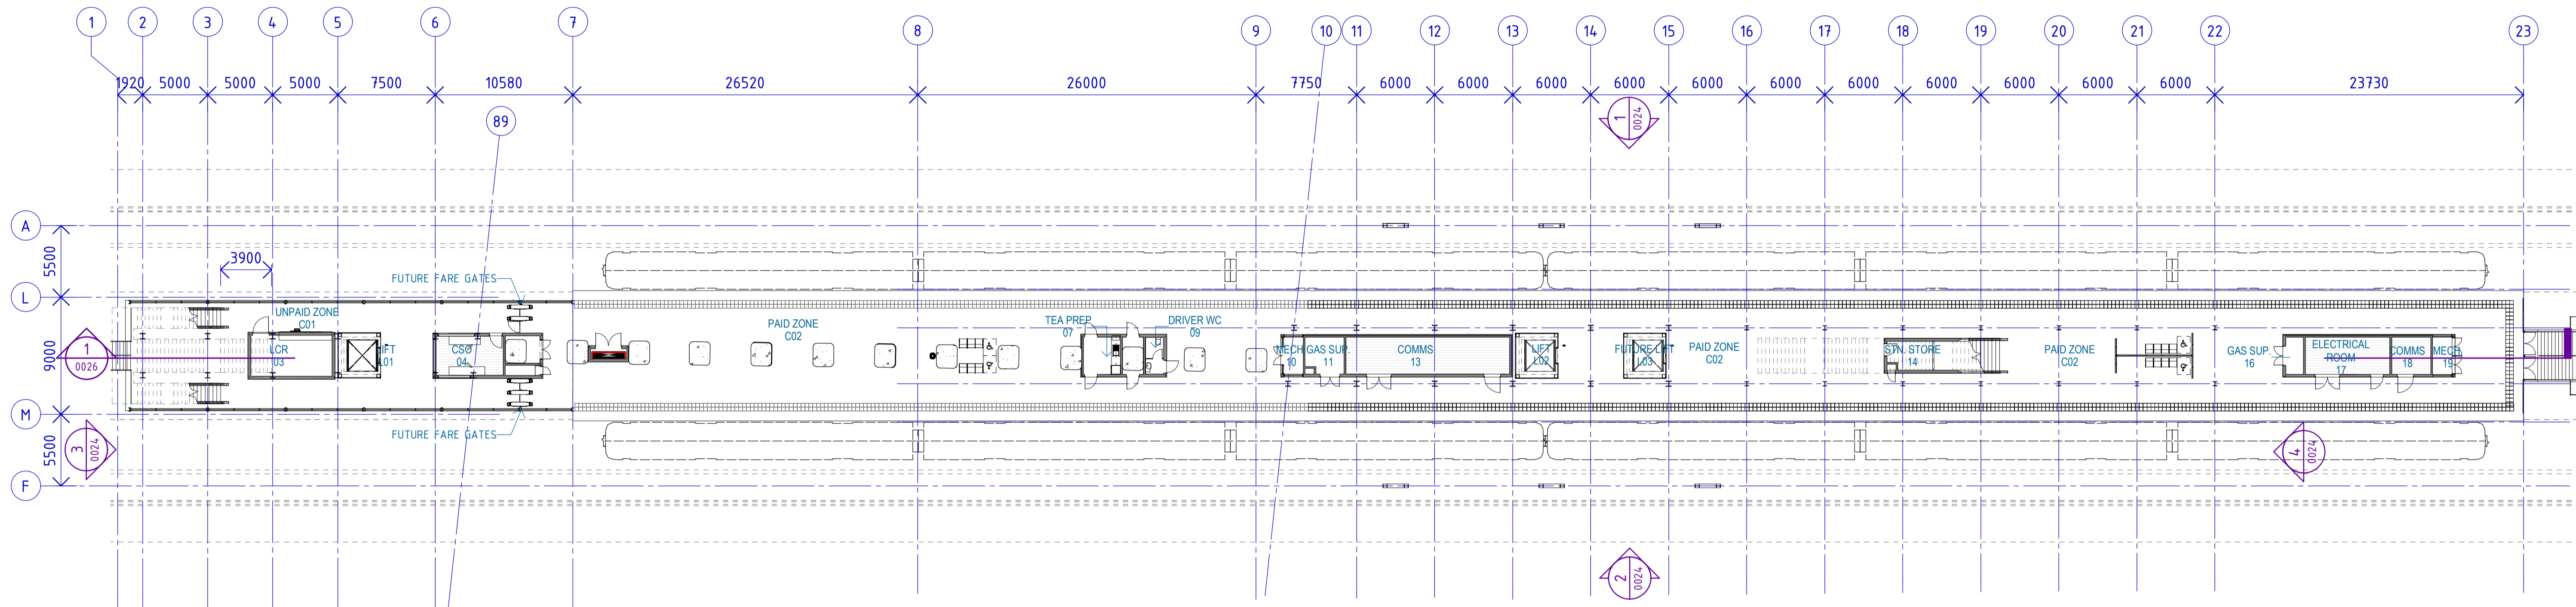 1 2 3 4 5 6 7 8 9 10 11 12 13 14 15 16 17 18 19 20 21 22 23
1920 5000 5000 5000 7500 10580 26520 26000 7750 6000 6000 6000 6000 6000 6000 6000 6000 6000 6000 6000 23730
89
1
0024
A
5500
3900
FUTURE FARE GATES
L
UNPAID ZONE
C01
PAID ZONE
C02
TEA PREP
07
DRIVER WC
09
9000
1
0026
LCR
03
LIFT
L01
CSO
04
MECH
10
GAS SUP.
11
COMMS
13
LIFT
L02
FUTURE LIFT
L03
PAID ZONE
C02
STN. STORE
14
PAID ZONE
C02
GAS SUP.
16
ELECTRICAL
ROOM
17
COMMS
18
MECH
19
M
FUTURE FARE GATES
3
0024
4
0024
5500
F
2
0024